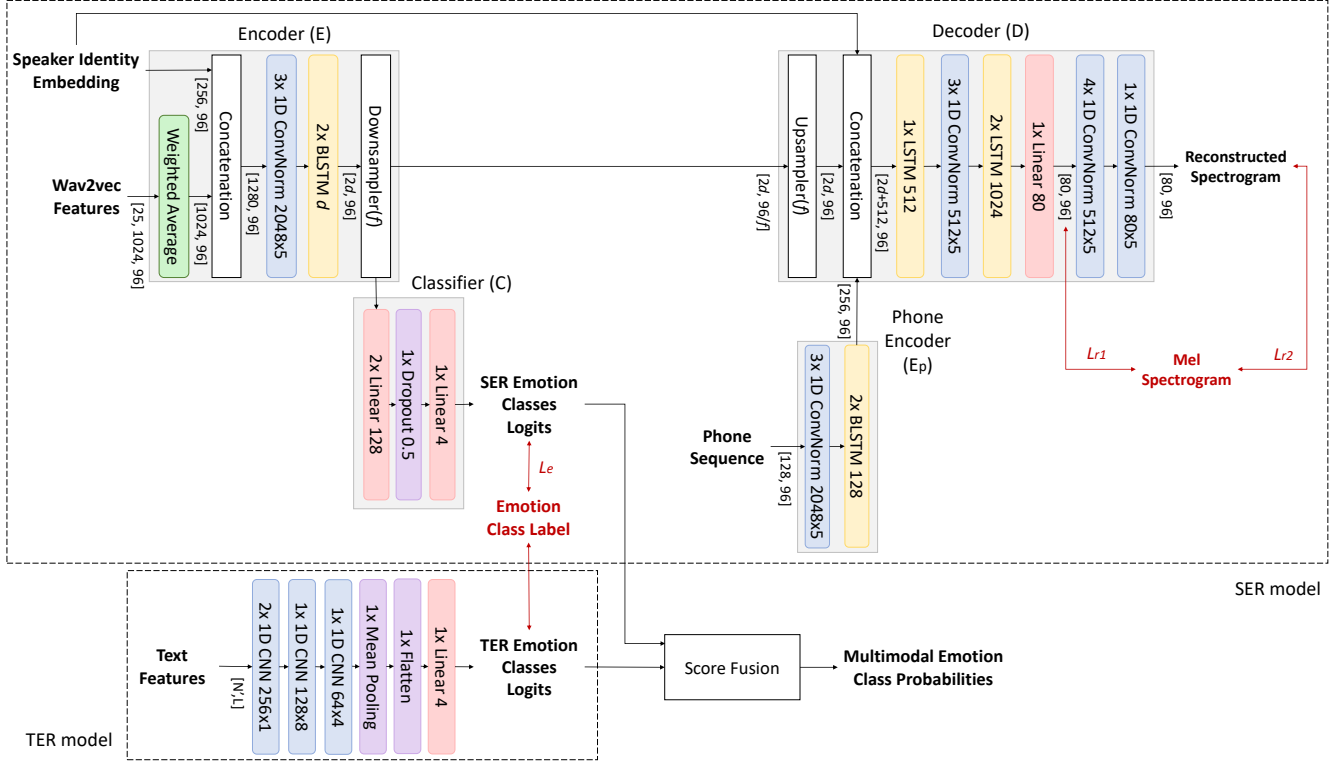 Encoder (E)
Decoder (D)
Speaker Identity
Embedding
[256, 96]
Wav2vec
Features
[25, 1024, 96]
Weighted Average
[1024, 96]
Concatenation
[1280, 96]
3x 1D ConvNorm 2048x5
2x BLSTM d
[2d, 96]
Downsampler(f)
[2d, 96/f]
Upsampler(f)
[2d, 96]
Concatenation
[2d+512, 96]
1x LSTM 512
3x 1D ConvNorm 512x5
2x LSTM 1024
1x Linear 80
[80, 96]
4x 1D ConvNorm 512x5
1x 1D ConvNorm 80x5
[80, 96]
Reconstructed
Spectrogram
Classifier (C)
2x Linear 128
1x Dropout 0.5
1x Linear 4
SER Emotion
Classes
Logits
Le
Emotion
Class Label
[256, 96]
Phone
Encoder
(Ep)
Phone
Sequence
[128, 96]
3x 1D ConvNorm 2048x5
2x BLSTM 128
Lr1
Mel
Spectrogram
Lr2
SER model
Text
Features
[N', L]
2x 1D CNN 256x1
1x 1D CNN 128x8
1x 1D CNN 64x4
1x Mean Pooling
1x Flatten
1x Linear 4
TER Emotion
Classes
Logits
TER model
Score Fusion
Multimodal Emotion
Class Probabilities